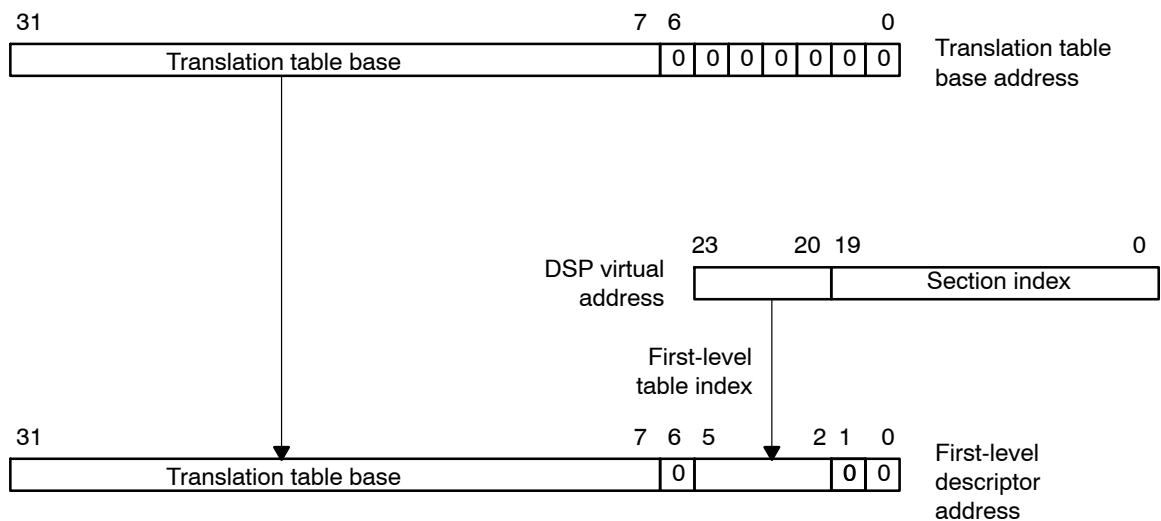 31 7 6 0
Translation table base 0 0 0 0 0 0 0
Translation table
base address
23 20 19 0
DSP virtual
address
Section index
First-level
table index
31 7 6 5 2 1 0
Translation table base 0 0 0
First-level
descriptor
address